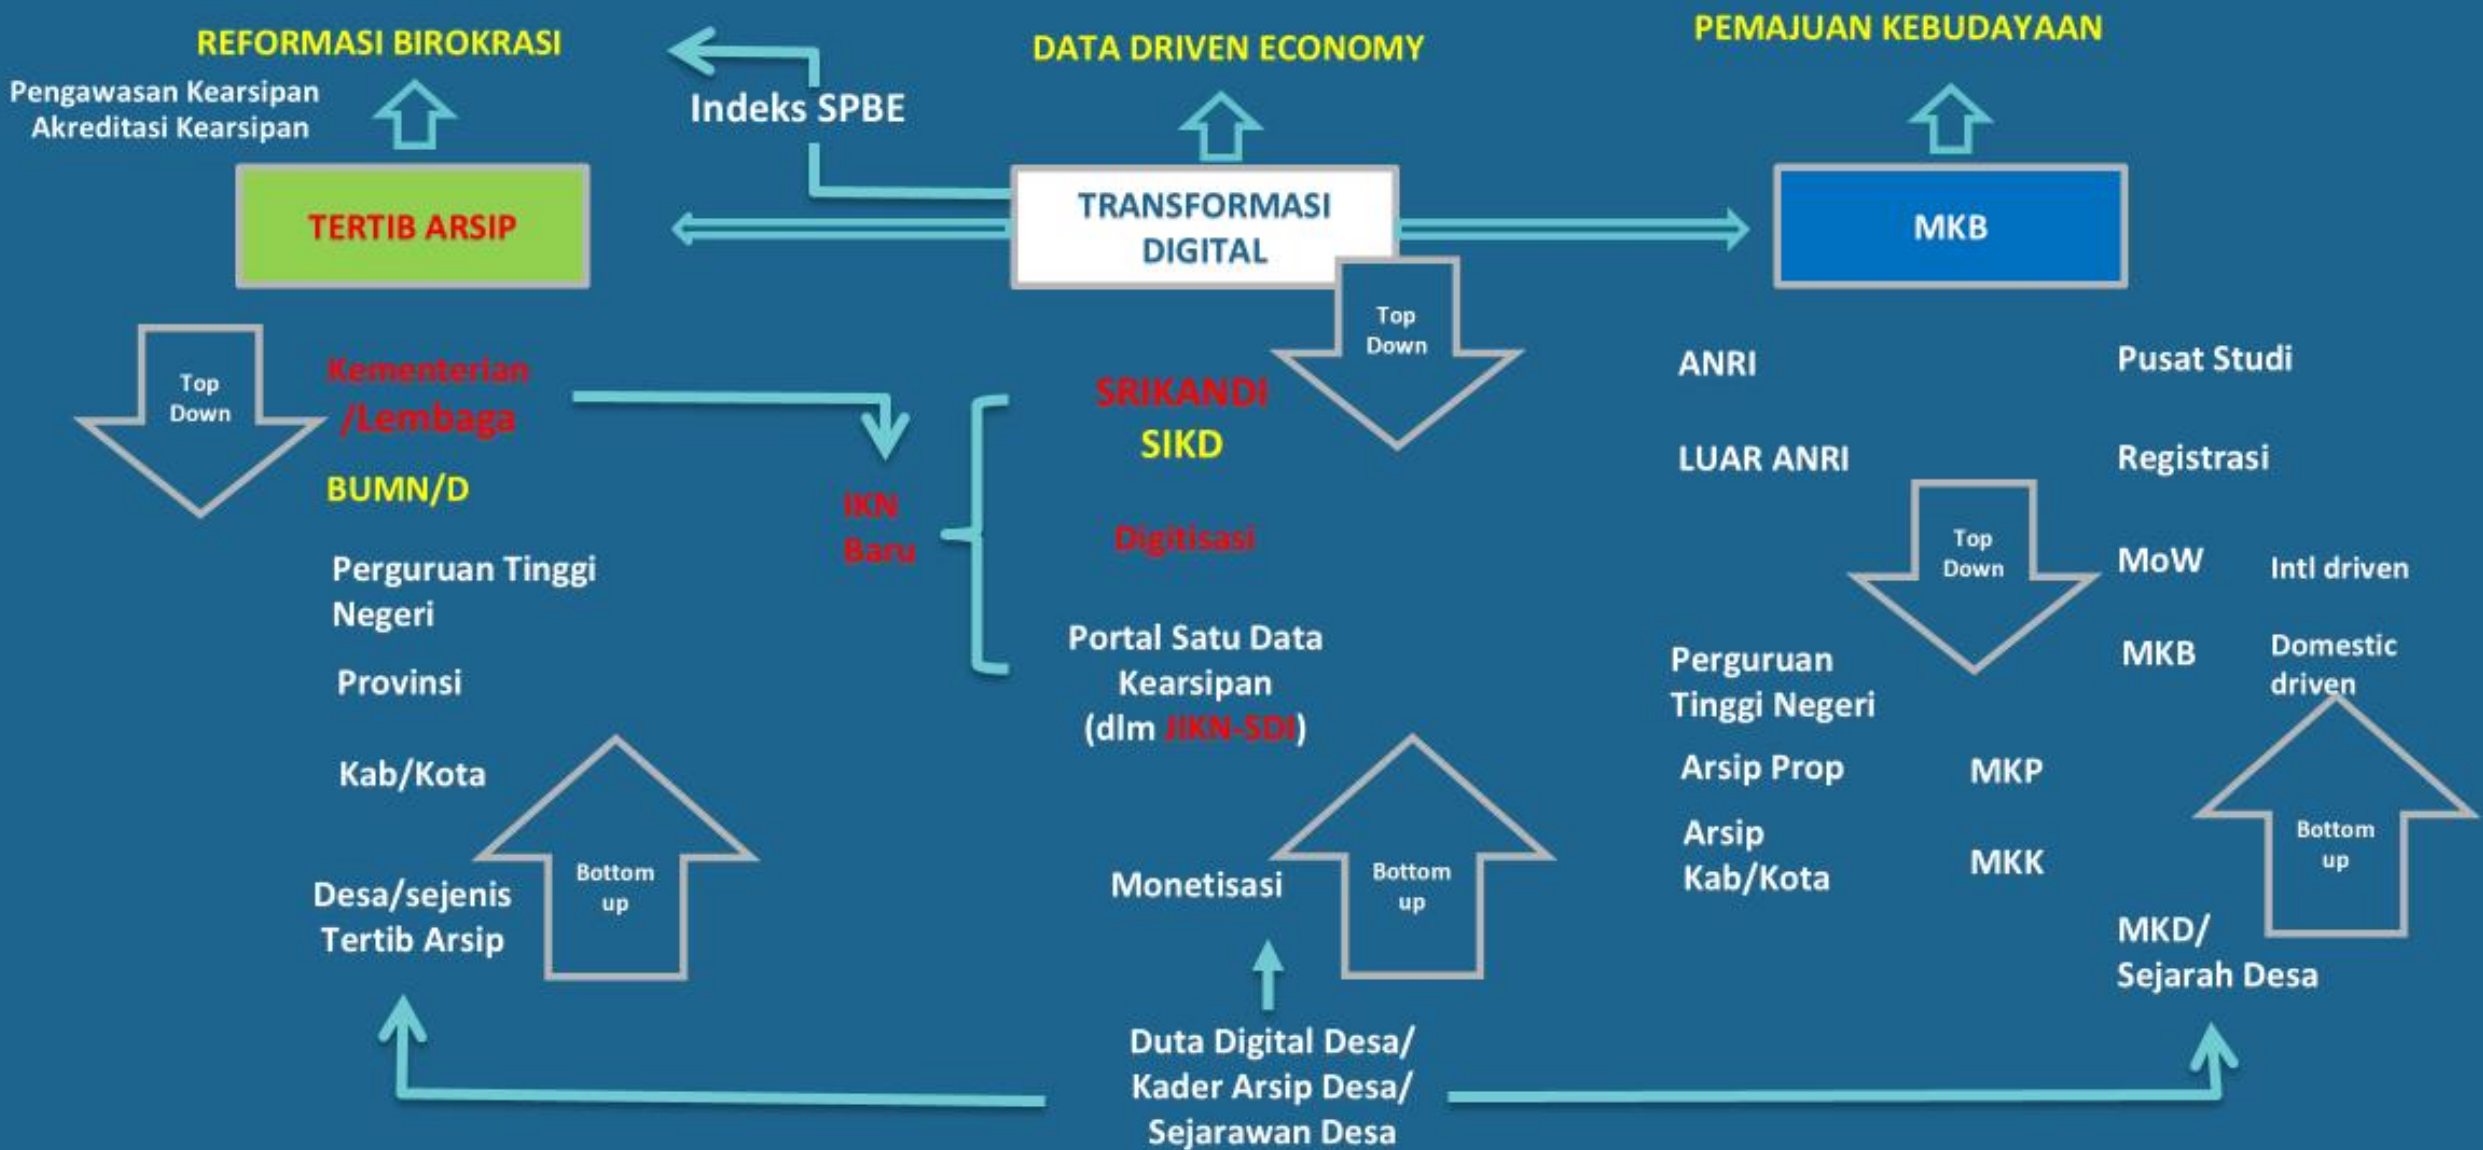 REFORMASI BIROKRASI
Pengawasan Kearsipan
Akreditasi Kearsipan
Indeks SPBE
DATA DRIVEN ECONOMY
PEMAJUAN KEBUDAYAAN
TERTIB ARSIP
TRANSFORMASI
DIGITAL
MKB
Top
Down
Kementerian
/Lembaga
BUMN/D
Perguruan Tinggi
Negeri
Provinsi
Kab/Kota
Desa/sejenis
Tertib Arsip
Bottom
up
IKN
Baru
Top
Down
SRIKANDI
SIKD
Digitisasi
Portal Satu Data
Kearsipan
(dlm JIKN-SDI)
Monetisasi
Bottom
up
Duta Digital Desa/
Kader Arsip Desa/
Sejarawan Desa
ANRI
LUAR ANRI
Top
Down
Perguruan
Tinggi Negeri
Arsip Prop
MKP
Arsip
Kab/Kota
MKK
Pusat Studi
Registrasi
MoW
Intl driven
MKB
Domestic
driven
Bottom
up
MKD/
Sejarah Desa